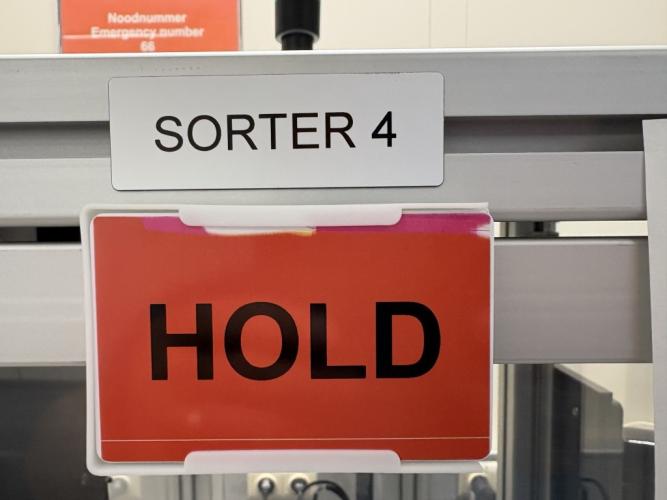 Noodnummer
Emergency number
66
SORTER 4
HOLD